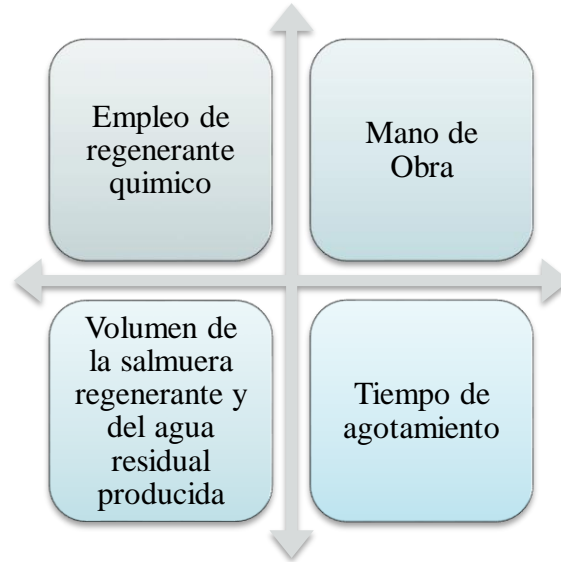 Empleo de
regenerante
quimico
Mano de
Obra
Volumen de
la salmuera
regenerante y
del agua
residual
producida
Tiempo de
agotamiento